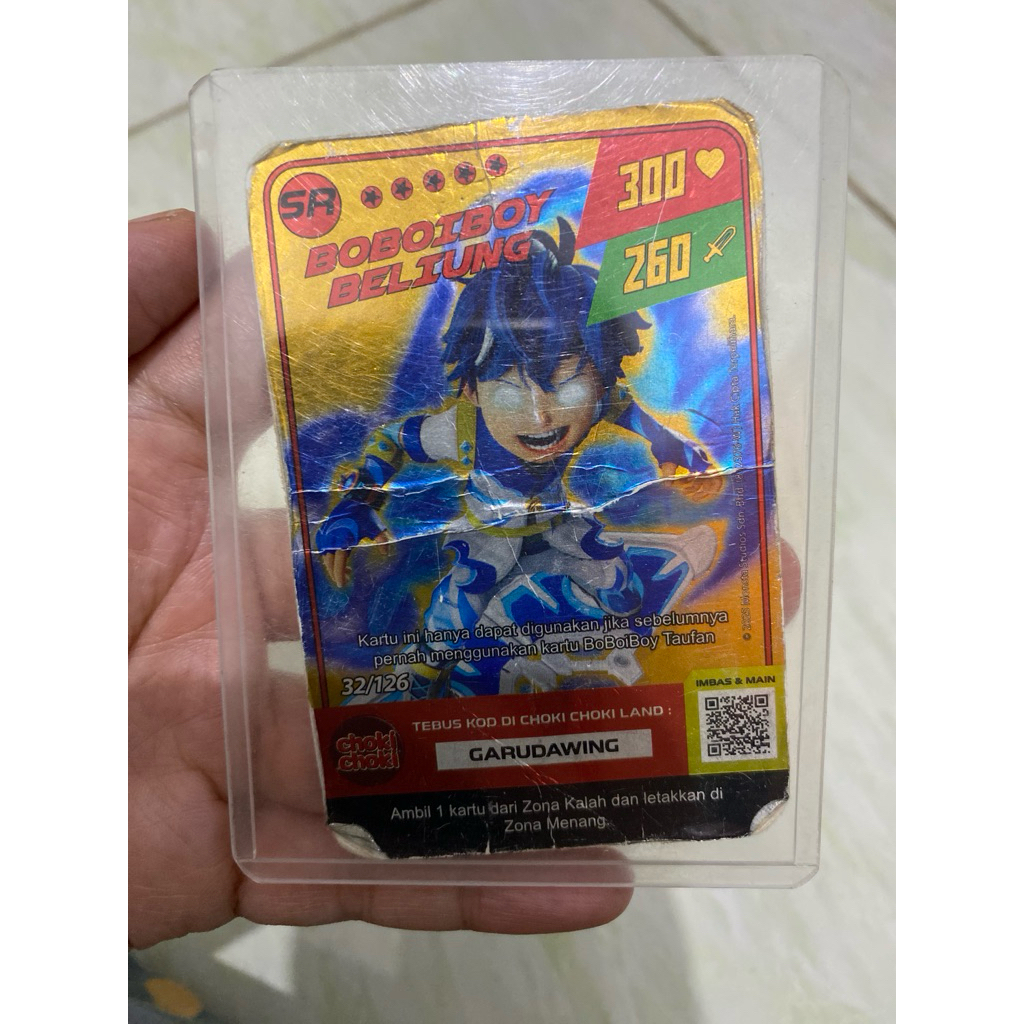 SR
BOBOIBOY
BELIUNG
300
260
Kartu ini hanya dapat digunakan jika sebelumnya
pernah menggunakan kartu BoBoiBoy Taufan
32/126
IMBAS & MAIN
choki
choki
TEBUS KOD DI CHOKI CHOKI LAND :
GARUDAWING
Ambil 1 kartu dari Zona Kalah dan letakkan di
Zona Menang.